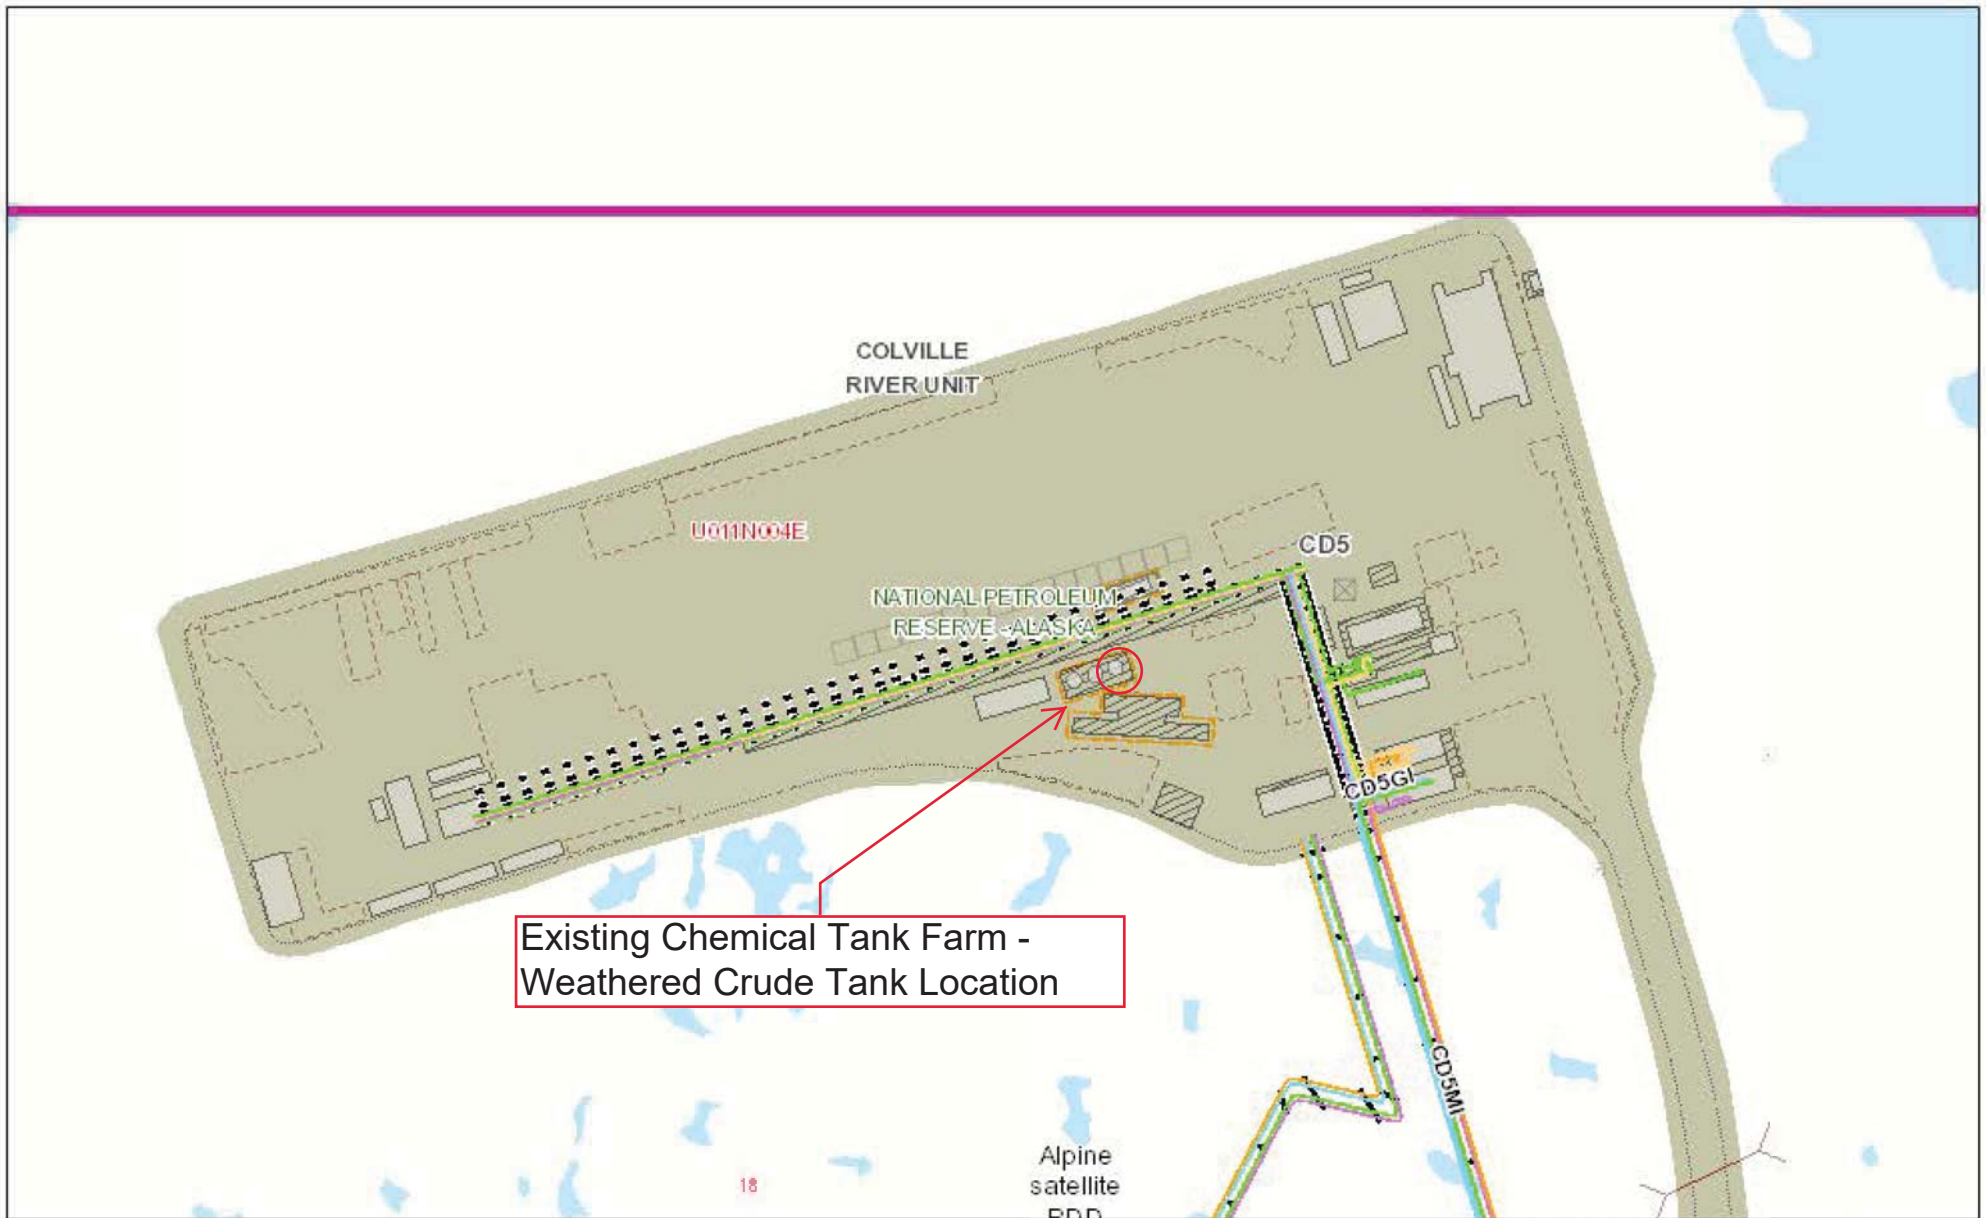 COLVILLE
RIVER UNIT
U011N004E
CD5
NATIONAL PETROLEUM
RESERVE - ALASKA
CD5GI
Existing Chemical Tank Farm -
Weathered Crude Tank Location
CD5MI
Alpine
satellite
18